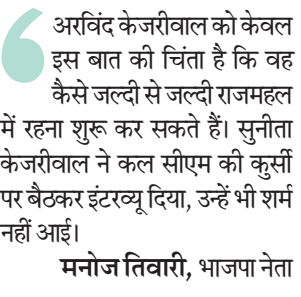 अरविंद केजरीवाल को केवल
इस बात की चिंता है कि वह
कैसे जल्दी से जल्दी राजमहल
में रहना शुरू कर सकते हैं। सुनीता
केजरीवाल ने कल सीएम की कुर्सी
पर बैठकर इंटरव्यू दिया, उन्हें भी शर्म
नहीं आई।
मनोज तिवारी, भाजपा नेता